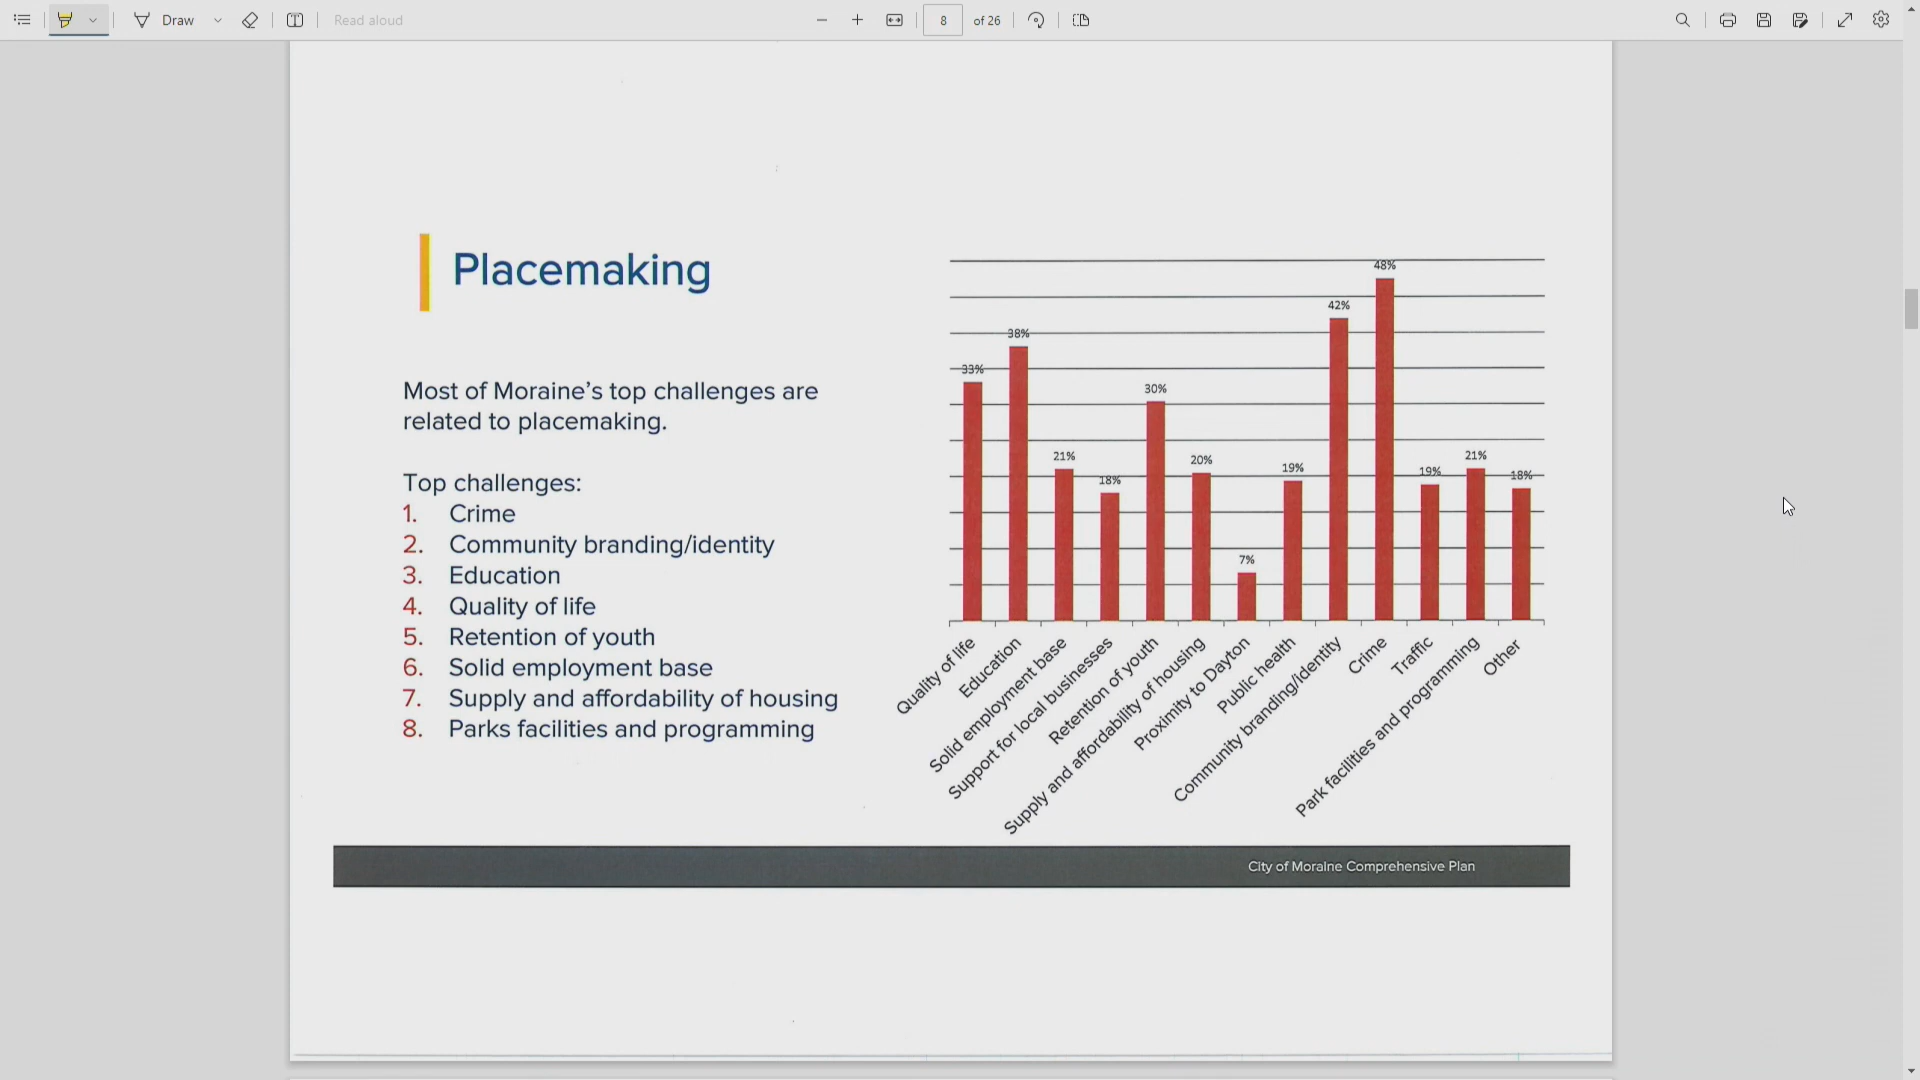 Draw
Read aloud
8
of 26
Placemaking
Most of Moraine's top challenges are
related to placemaking.
Top challenges:
1. Crime
2. Community branding/identity
3. Education
4. Quality of life
5. Retention of youth
6. Solid employment base
7. Supply and affordability of housing
8. Parks facilities and programming
33%
38%
21%
18%
30%
20%
7%
19%
42%
48%
19%
21%
18%
Quality of life
Education
Solid employment base
Support for local businesses
Retention of youth
Supply and affordability of housing
Proximity to Dayton
Public health
Community branding/identity
Crime
Traffic
Park facilities and programming
Other
City of Moraine Comprehensive Plan